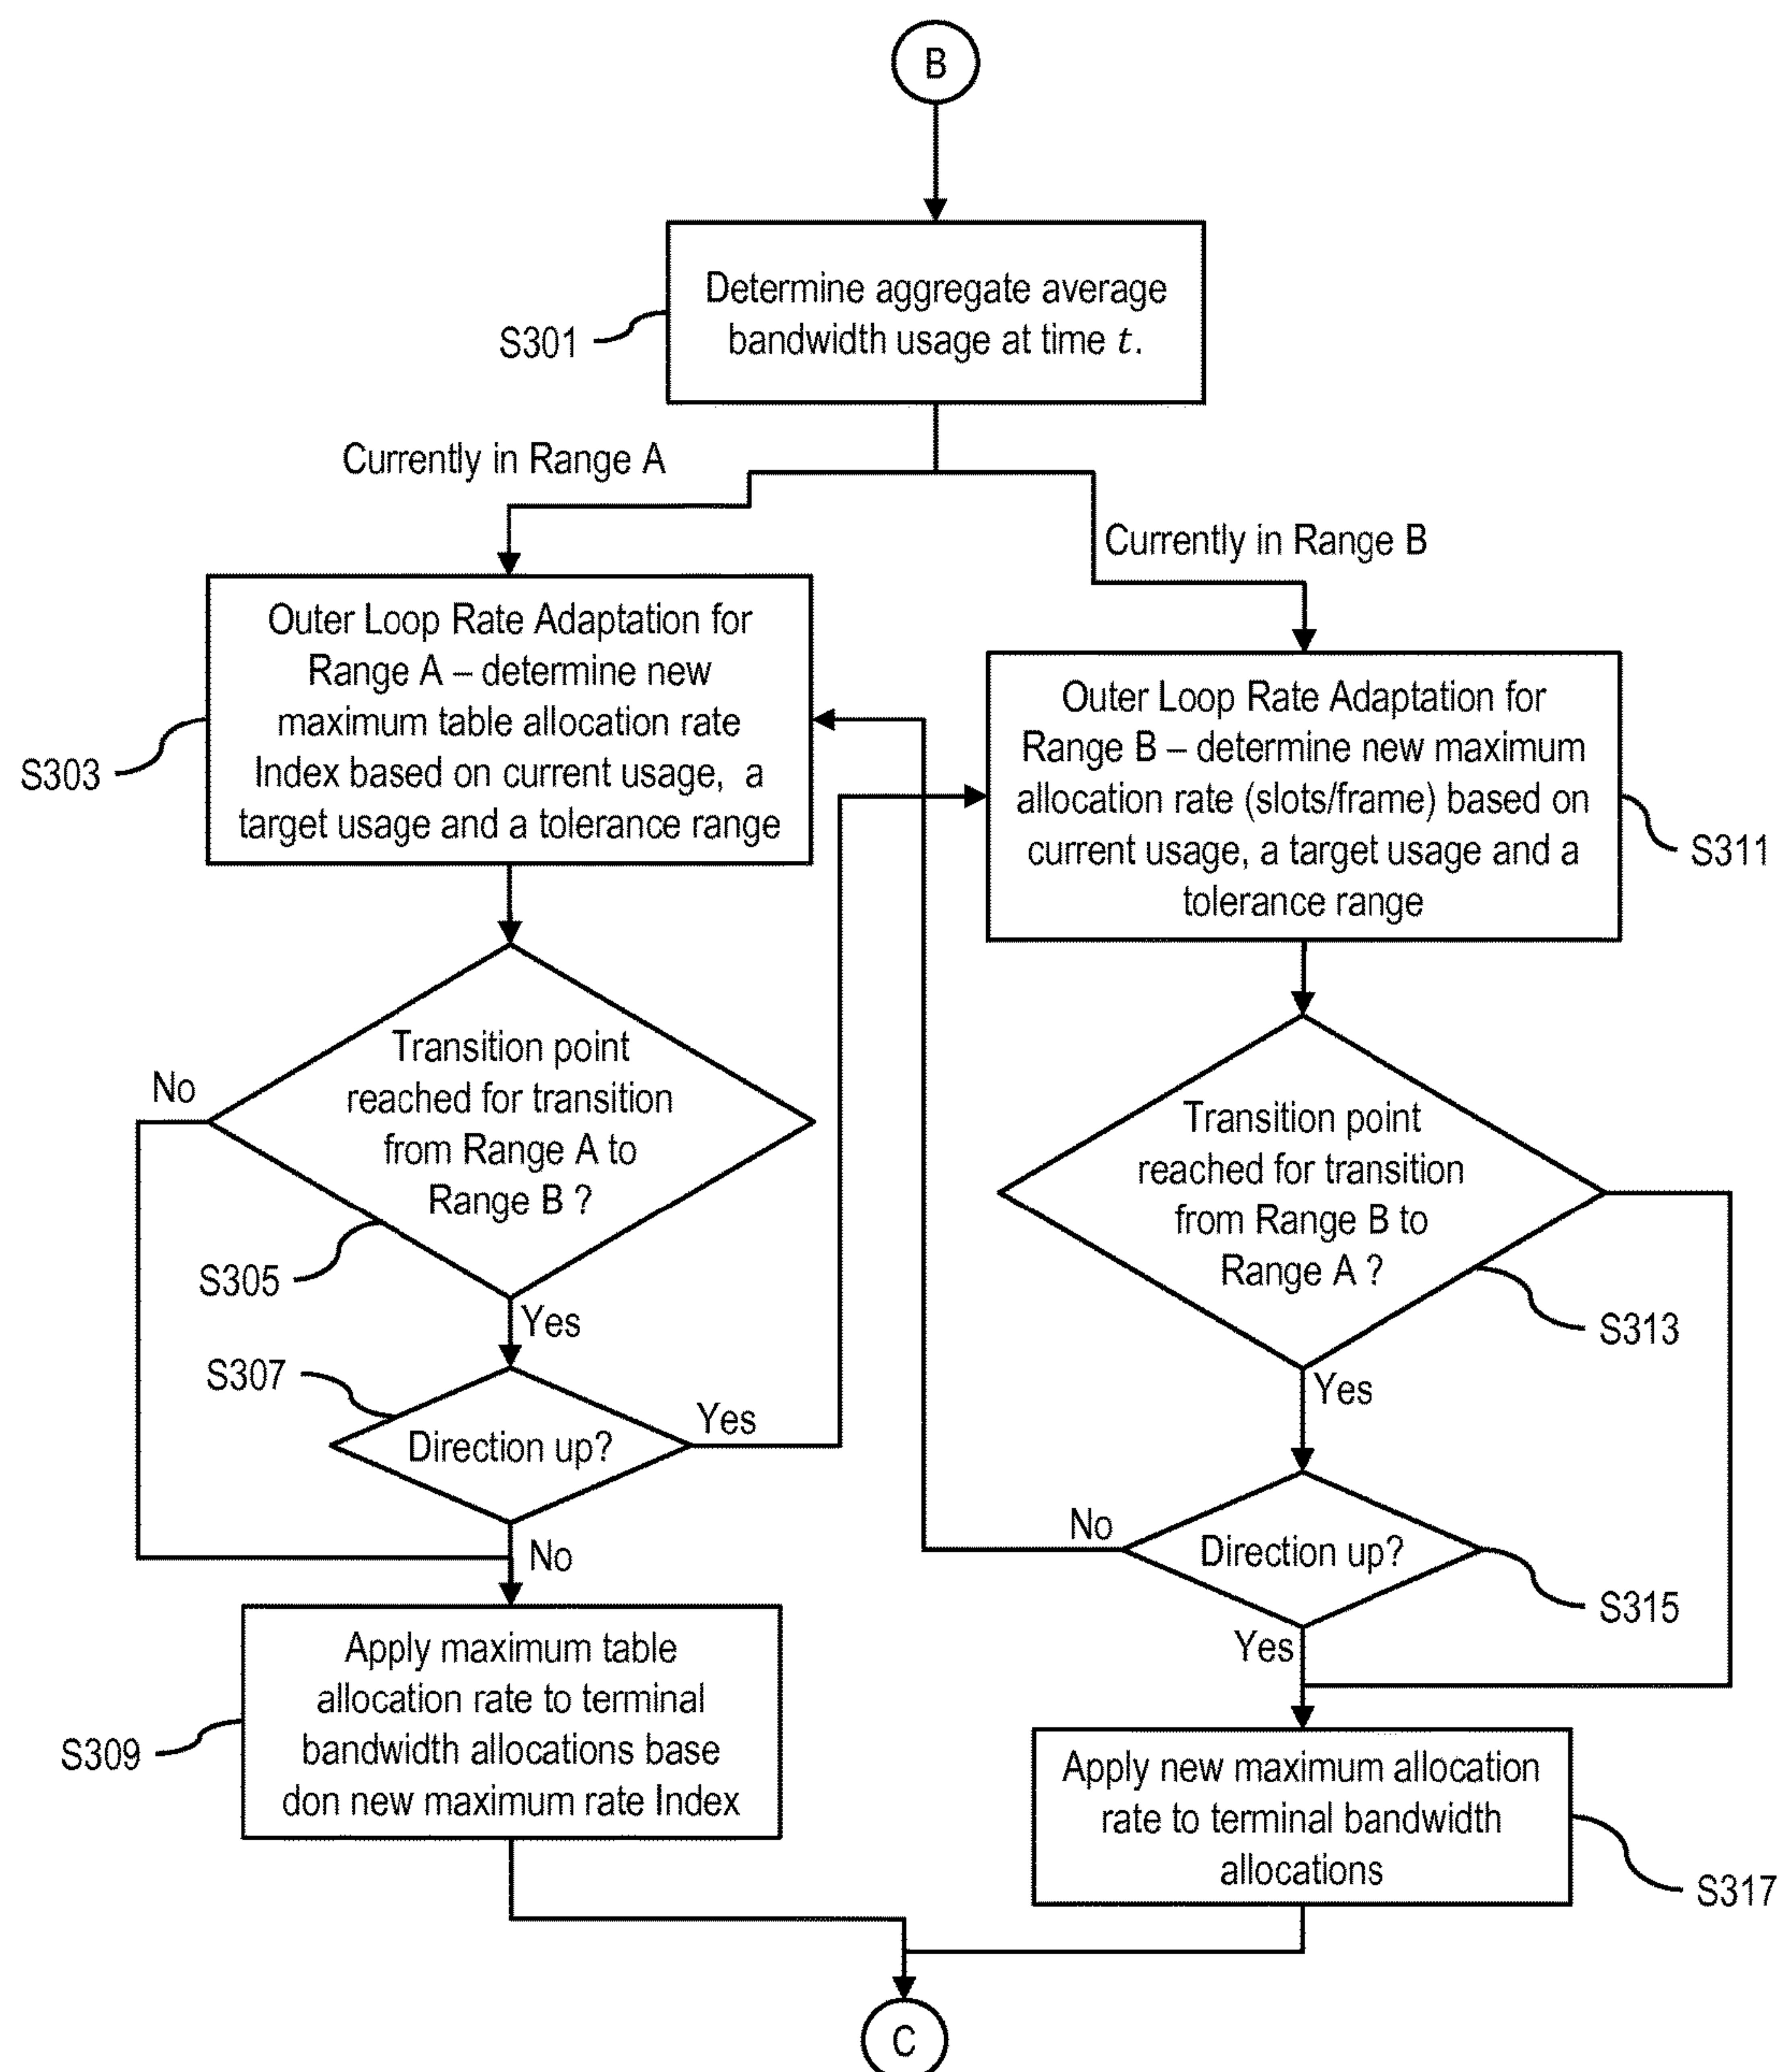 B
Determine aggregate average
bandwidth usage at time t.
S301
Currently in Range A
Currently in Range B
Outer Loop Rate Adaptation for
Range A – determine new
maximum table allocation rate
Index based on current usage, a
target usage and a tolerance range
S303
Outer Loop Rate Adaptation for
Range B – determine new maximum
allocation rate (slots/frame) based on
current usage, a target usage and a
tolerance range
S311
Transition point
reached for transition
from Range A to
Range B ?
No
S305
Yes
Transition point
reached for transition
from Range B to
Range A ?
S313
Yes
S307
Direction up?
Yes
No
Direction up?
No
S315
Yes
Apply maximum table
allocation rate to terminal
bandwidth allocations base
don new maximum rate Index
S309
Apply new maximum allocation
rate to terminal bandwidth
allocations
S317
C